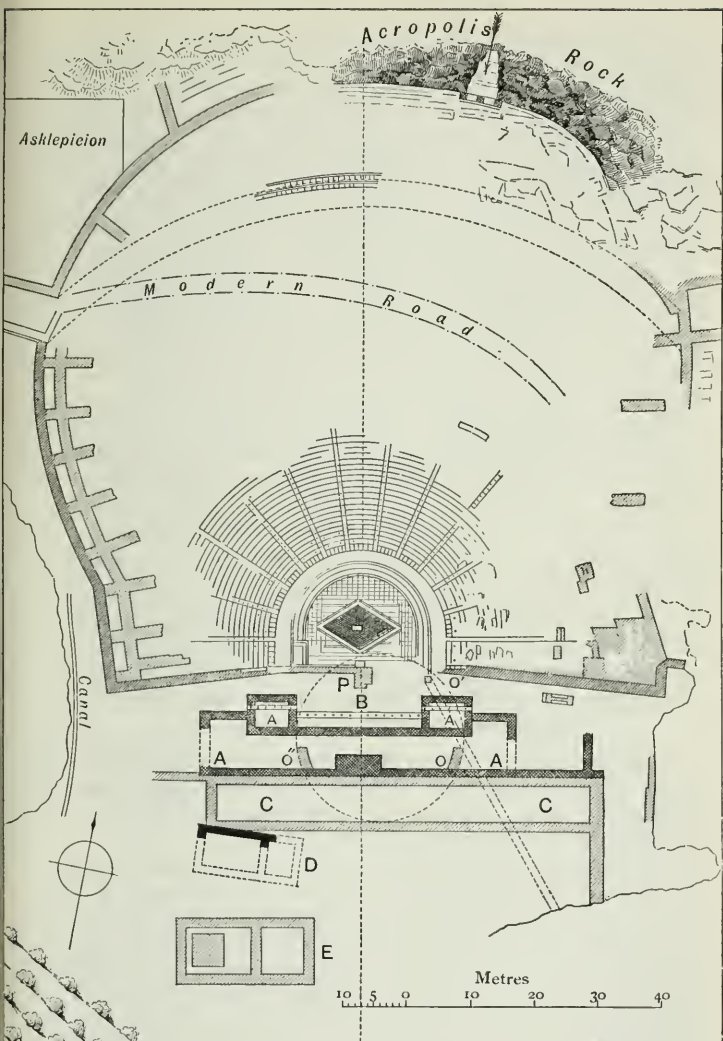 Acropolis
Rock
Asklepieion
Modern Road.
Canal
P
B
O'
A
A
O''
O
A
A
C
C
D
E
Metres
10 5 0 10 20 30 40